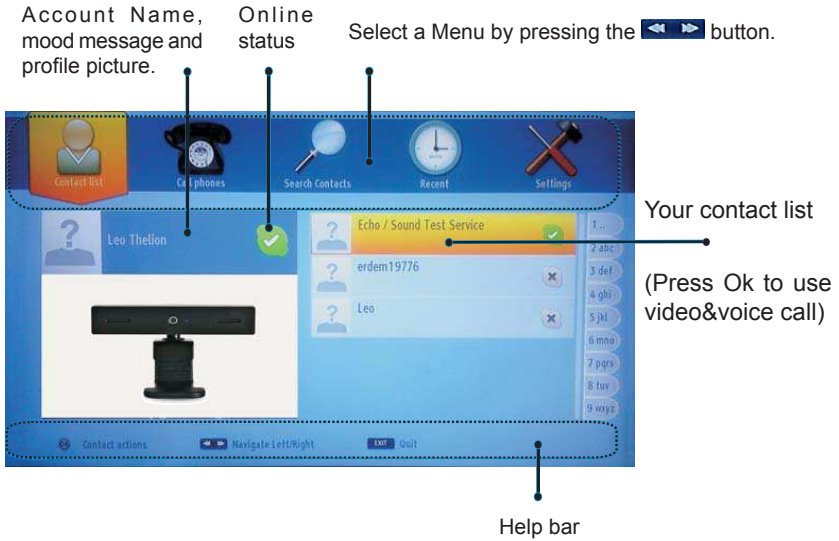 Account Name,
mood message and
profile picture.
Online
status
Select a Menu by pressing the button.
Contact list
Call phones
Search Contacts
Recent
Settings
Leo Thelion
Echo / Sound Test Service
erdem19776
Leo
1 ..
2 abc
3 def
4 ghi
5 jkl
6 mno
7 pqrs
8 tuv
9 wxyz
Your contact list
(Press Ok to use
video&voice call)
OK Contact actions
Navigate Left/Right
EXIT Quit
Help bar